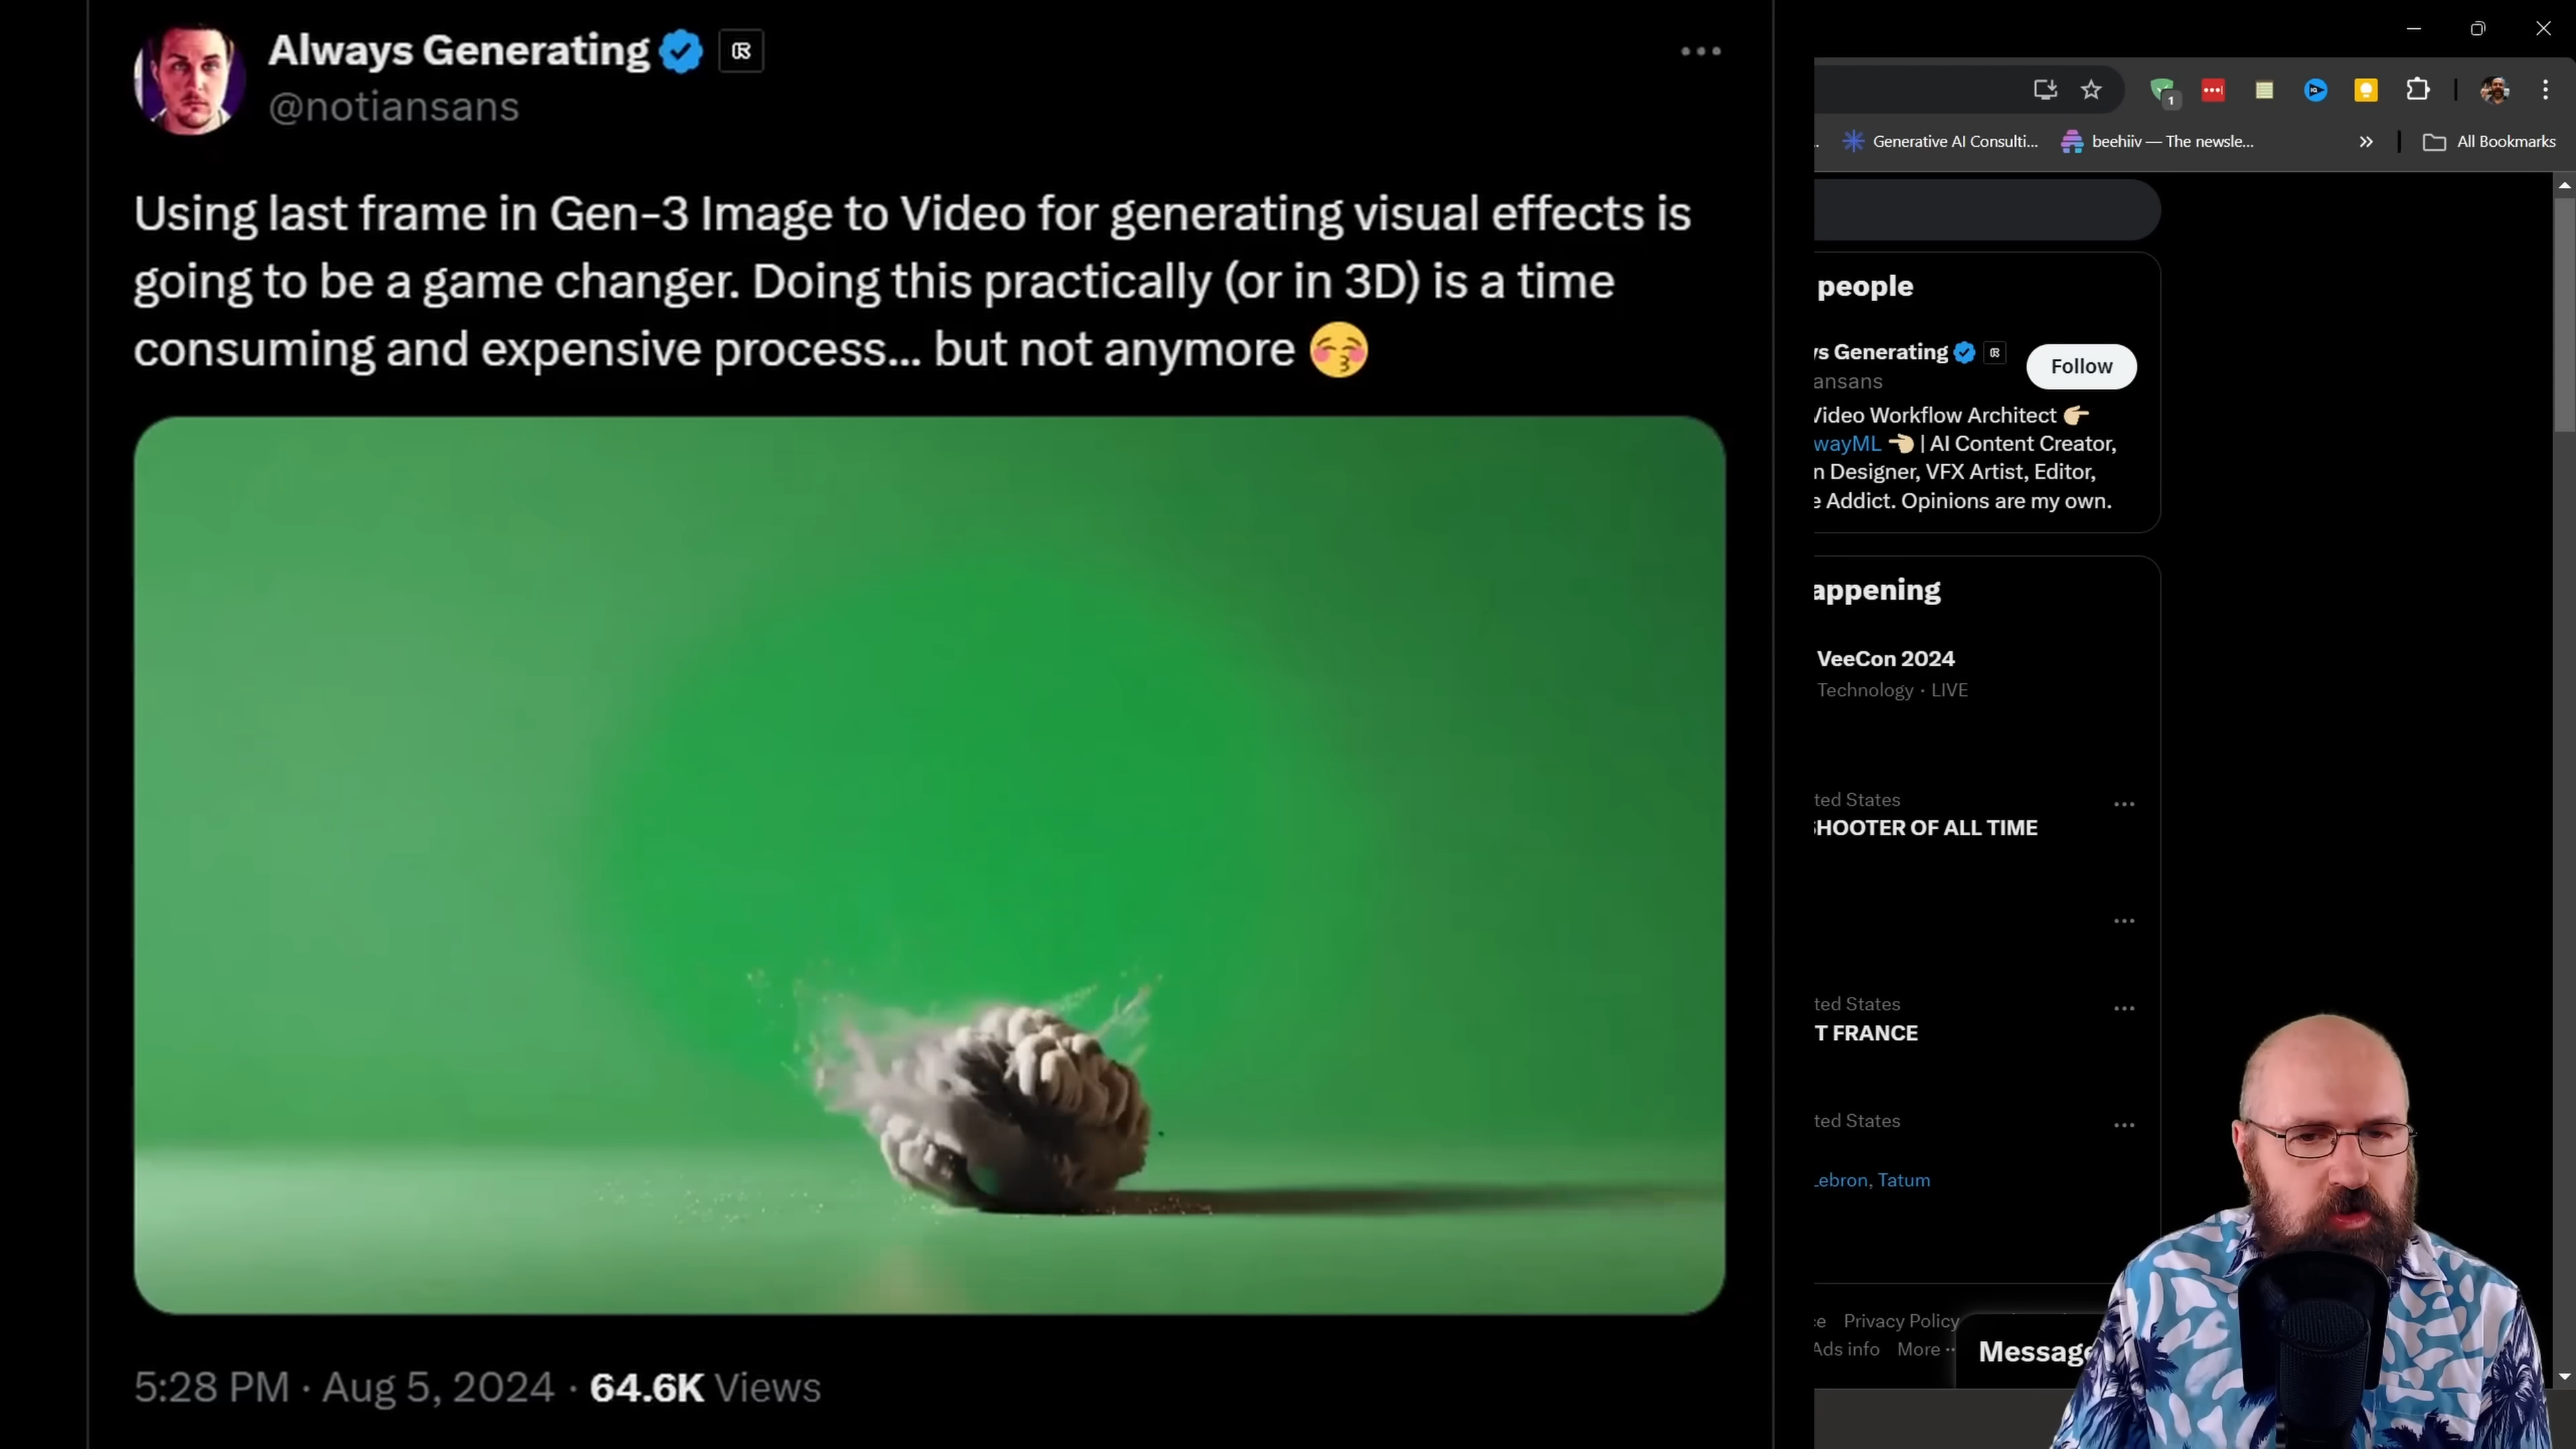 Always Generating
@notiansans
Using last frame in Gen-3 Image to Video for generating visual effects is
going to be a game changer. Doing this practically (or in 3D) is a time
consuming and expensive process... but not anymore 😚
5:28 PM · Aug 5, 2024 · 64.6K Views
1
Generative AI Consulti...
beehiiv — The newsle...
»
All Bookmarks
people
Generating
Follow
ansans
Video Workflow Architect 👉
wayML 👈 | AI Content Creator,
n Designer, VFX Artist, Editor,
e Addict. Opinions are my own.
appening
VeeCon 2024
Technology · LIVE
ted States
SHOOTER OF ALL TIME
ted States
T FRANCE
ted States
Lebron, Tatum
Privacy Policy
Ads info More ...
Message